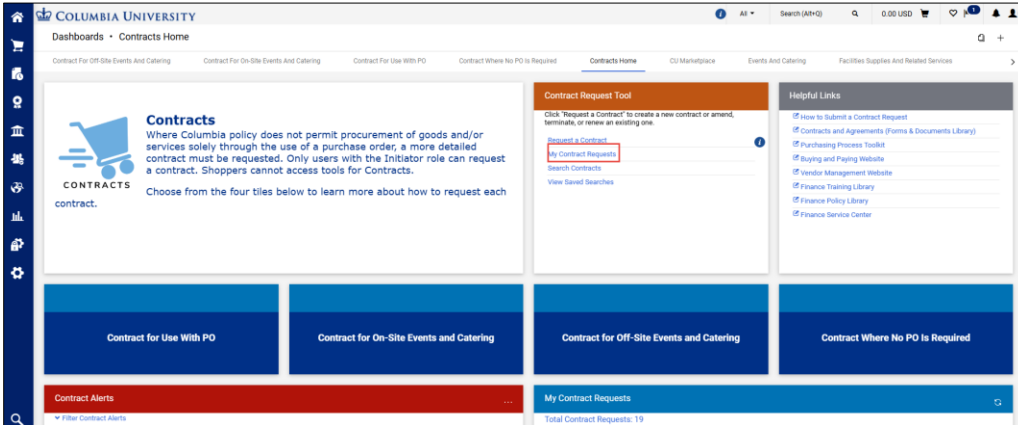 COLUMBIA UNIVERSITY
All
Search (Alt+Q)
0.00 USD
1
Dashboards • Contracts Home
Contract For Off-Site Events And Catering
Contract For On-Site Events And Catering
Contract For Use With PO
Contract Where No PO Is Required
Contracts Home
CU Marketplace
Events And Catering
Facilities Supplies And Related Services
CONTRACTS
Contracts
Where Columbia policy does not permit procurement of goods and/or
services solely through the use of a purchase order, a more detailed
contract must be requested. Only users with the Initiator role can request
a contract. Shoppers cannot access tools for Contracts.
Choose from the four tiles below to learn more about how to request each
contract.
Contract Request Tool
Click "Request a Contract" to create a new contract or amend,
terminate, or renew an existing one.
Request a Contract
My Contract Requests
Search Contracts
View Saved Searches
Helpful Links
How to Submit a Contract Request
Contracts and Agreements (Forms & Documents Library)
Purchasing Process Toolkit
Buying and Paying Website
Vendor Management Website
Finance Training Library
Finance Policy Library
Finance Service Center
Contract for Use With PO
Contract for On-Site Events and Catering
Contract for Off-Site Events and Catering
Contract Where No PO Is Required
Contract Alerts
...
Filter Contract Alerts
My Contract Requests
Total Contract Requests: 19